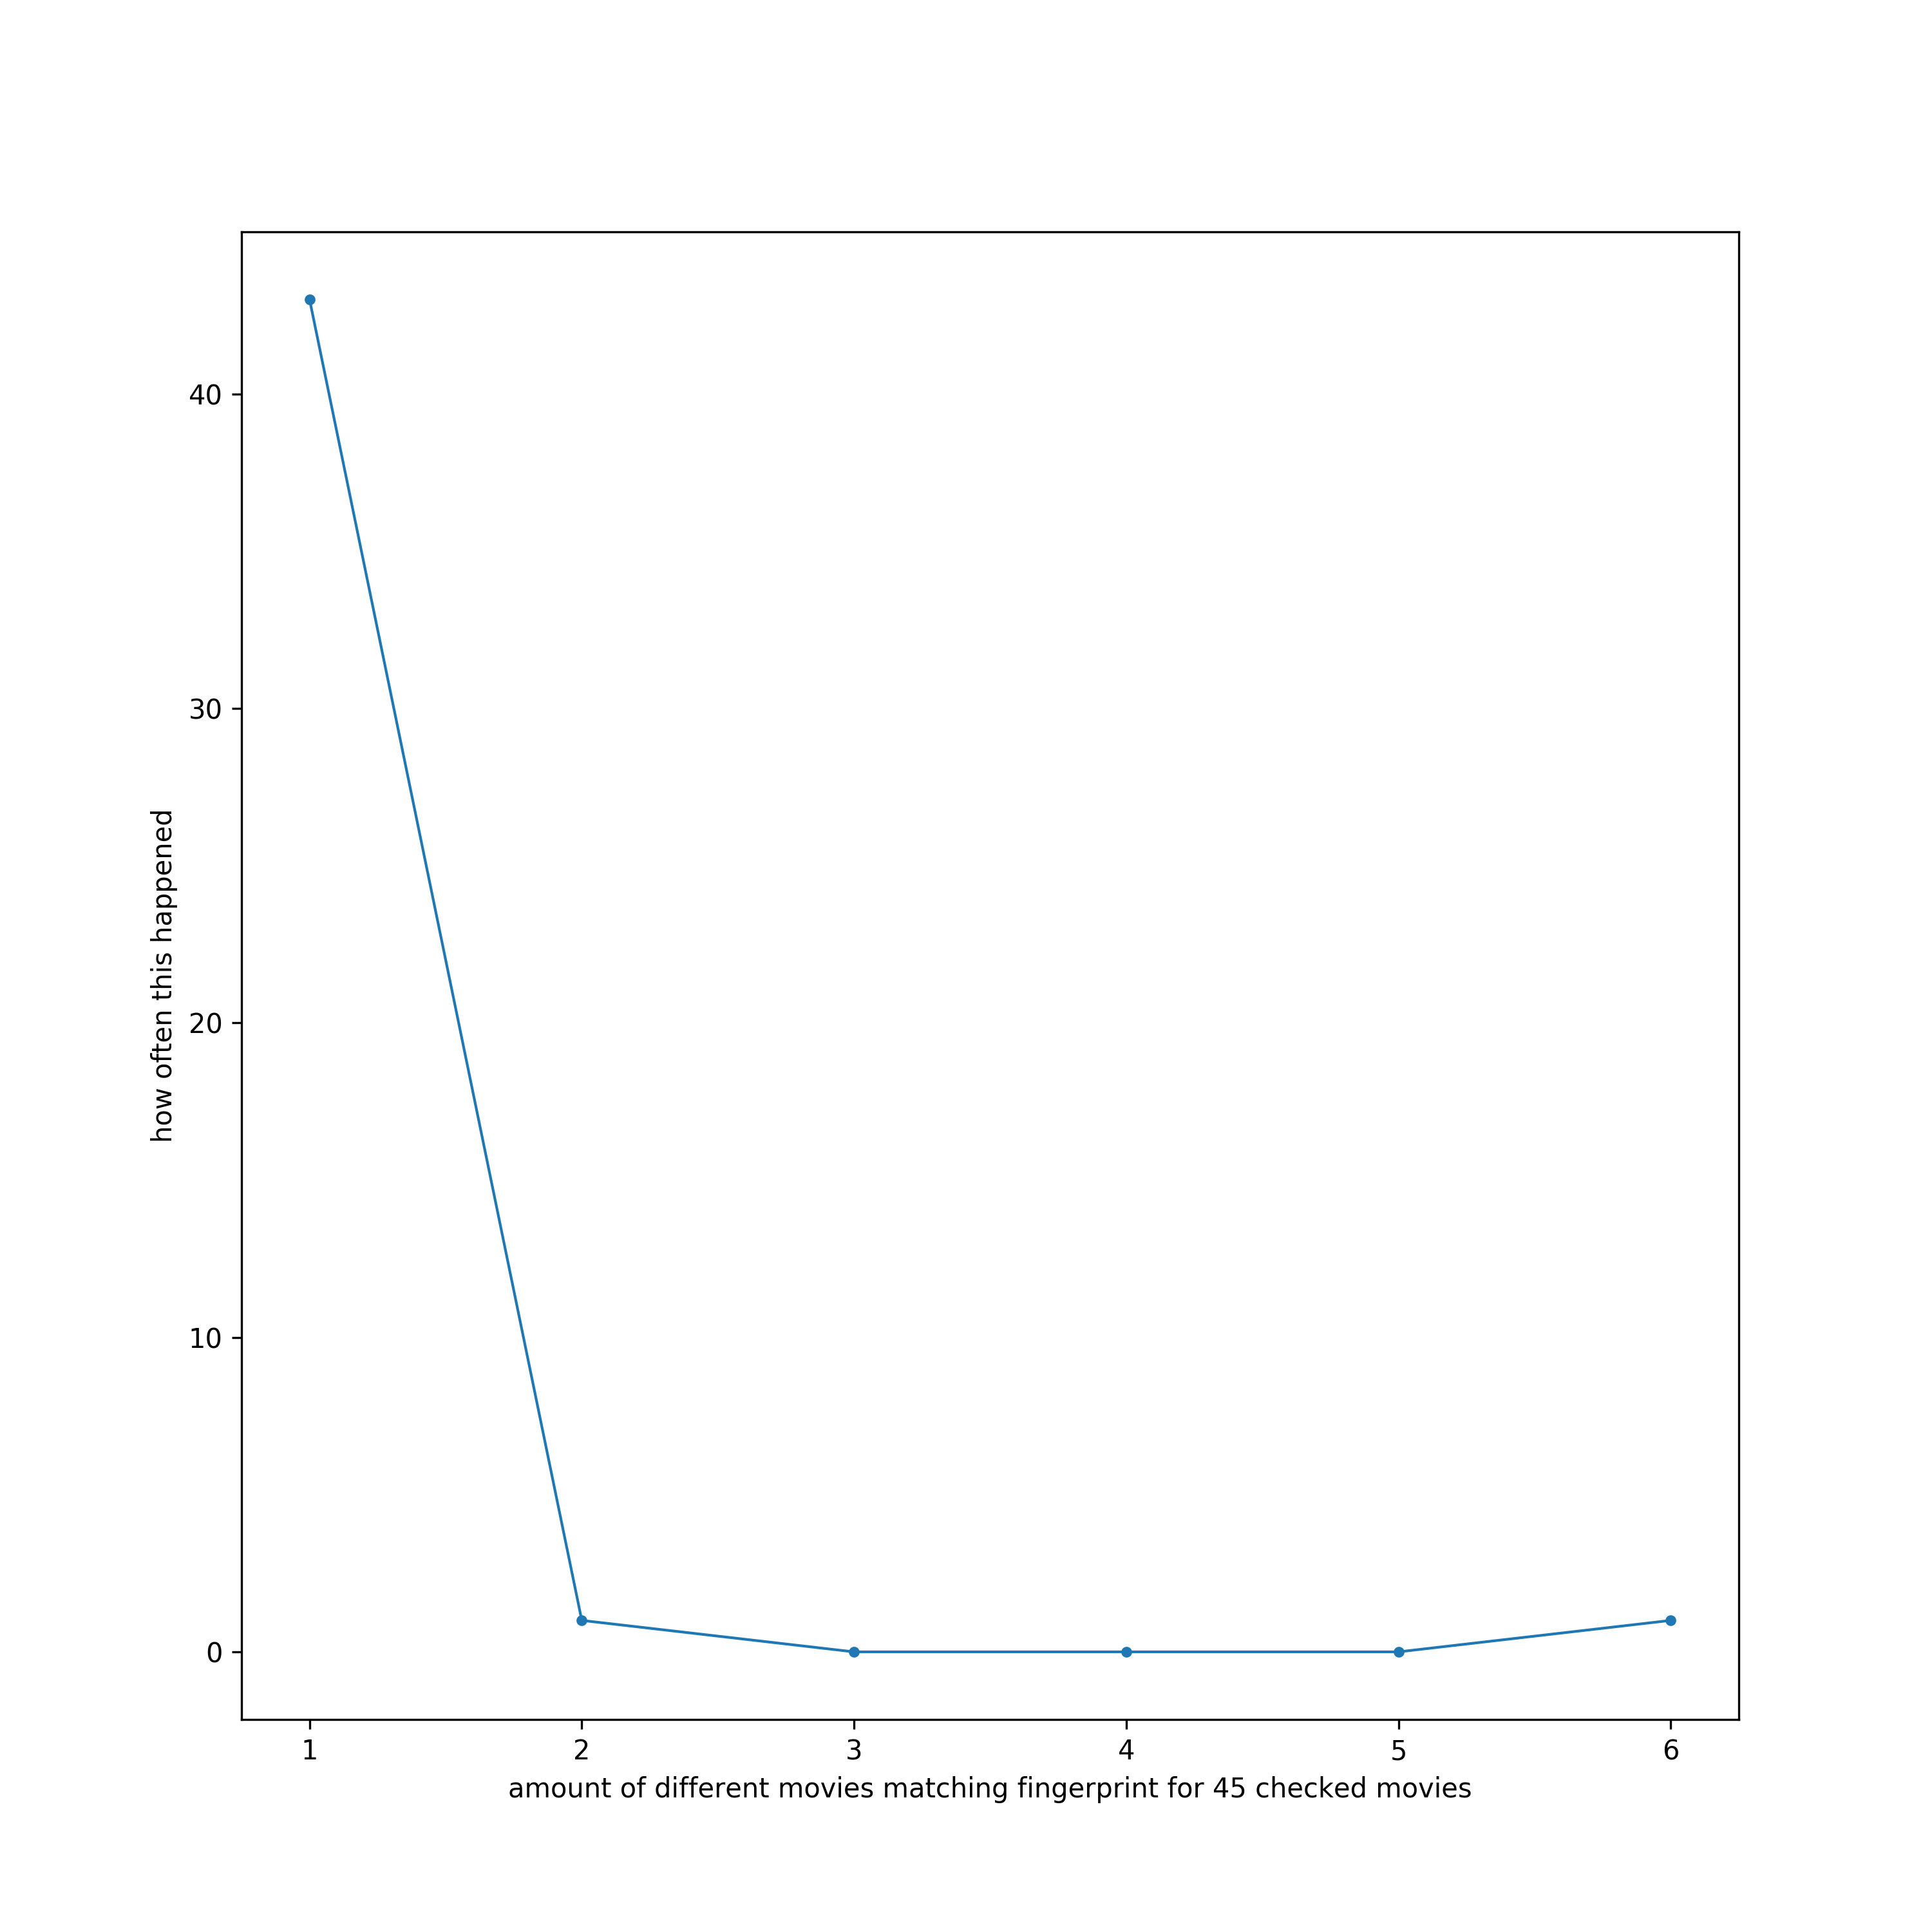 40
30
20
10
0
how often this happened
1 2 3 4 5 6
amount of different movies matching fingerprint for 45 checked movies